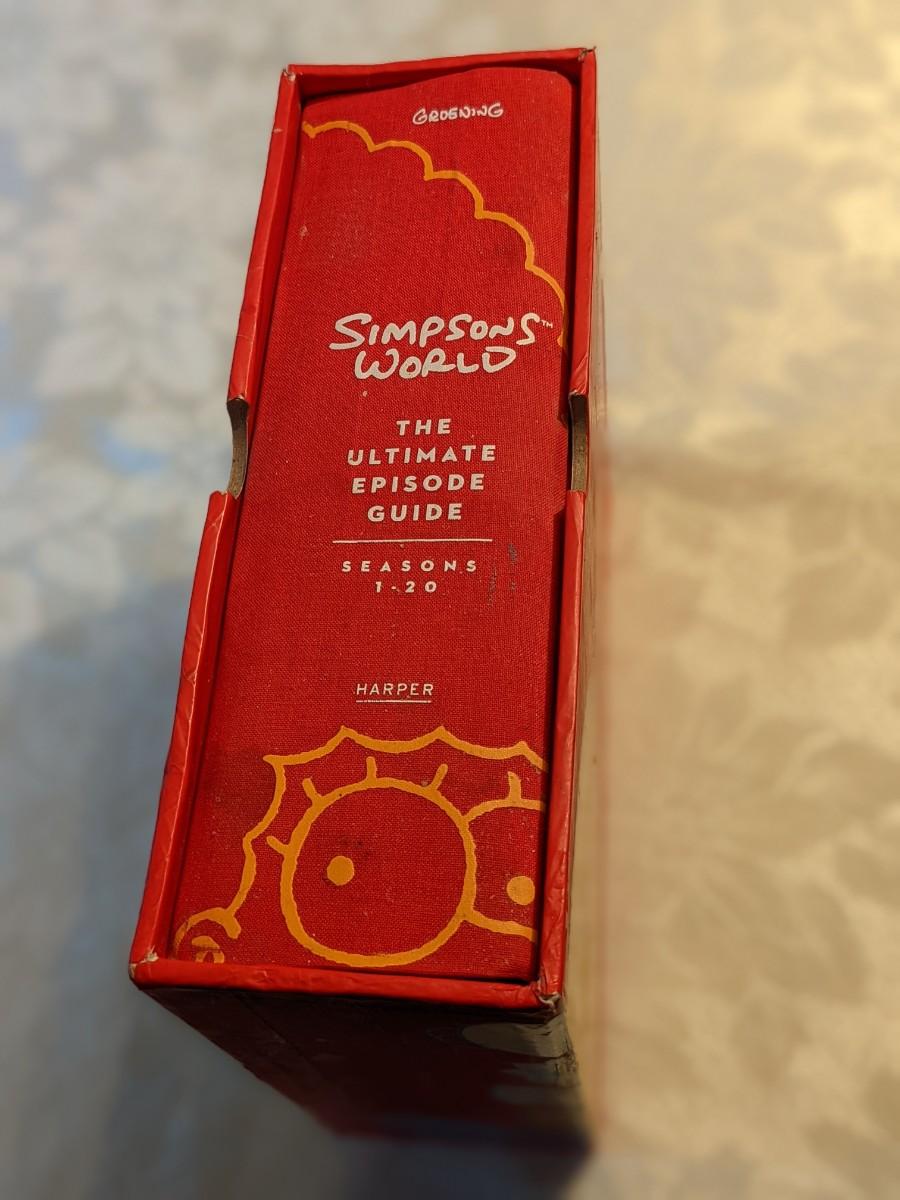 GROENING
SIMPSONS™
WORLD
THE
ULTIMATE
EPISODE
GUIDE
SEASONS
1-20
HARPER